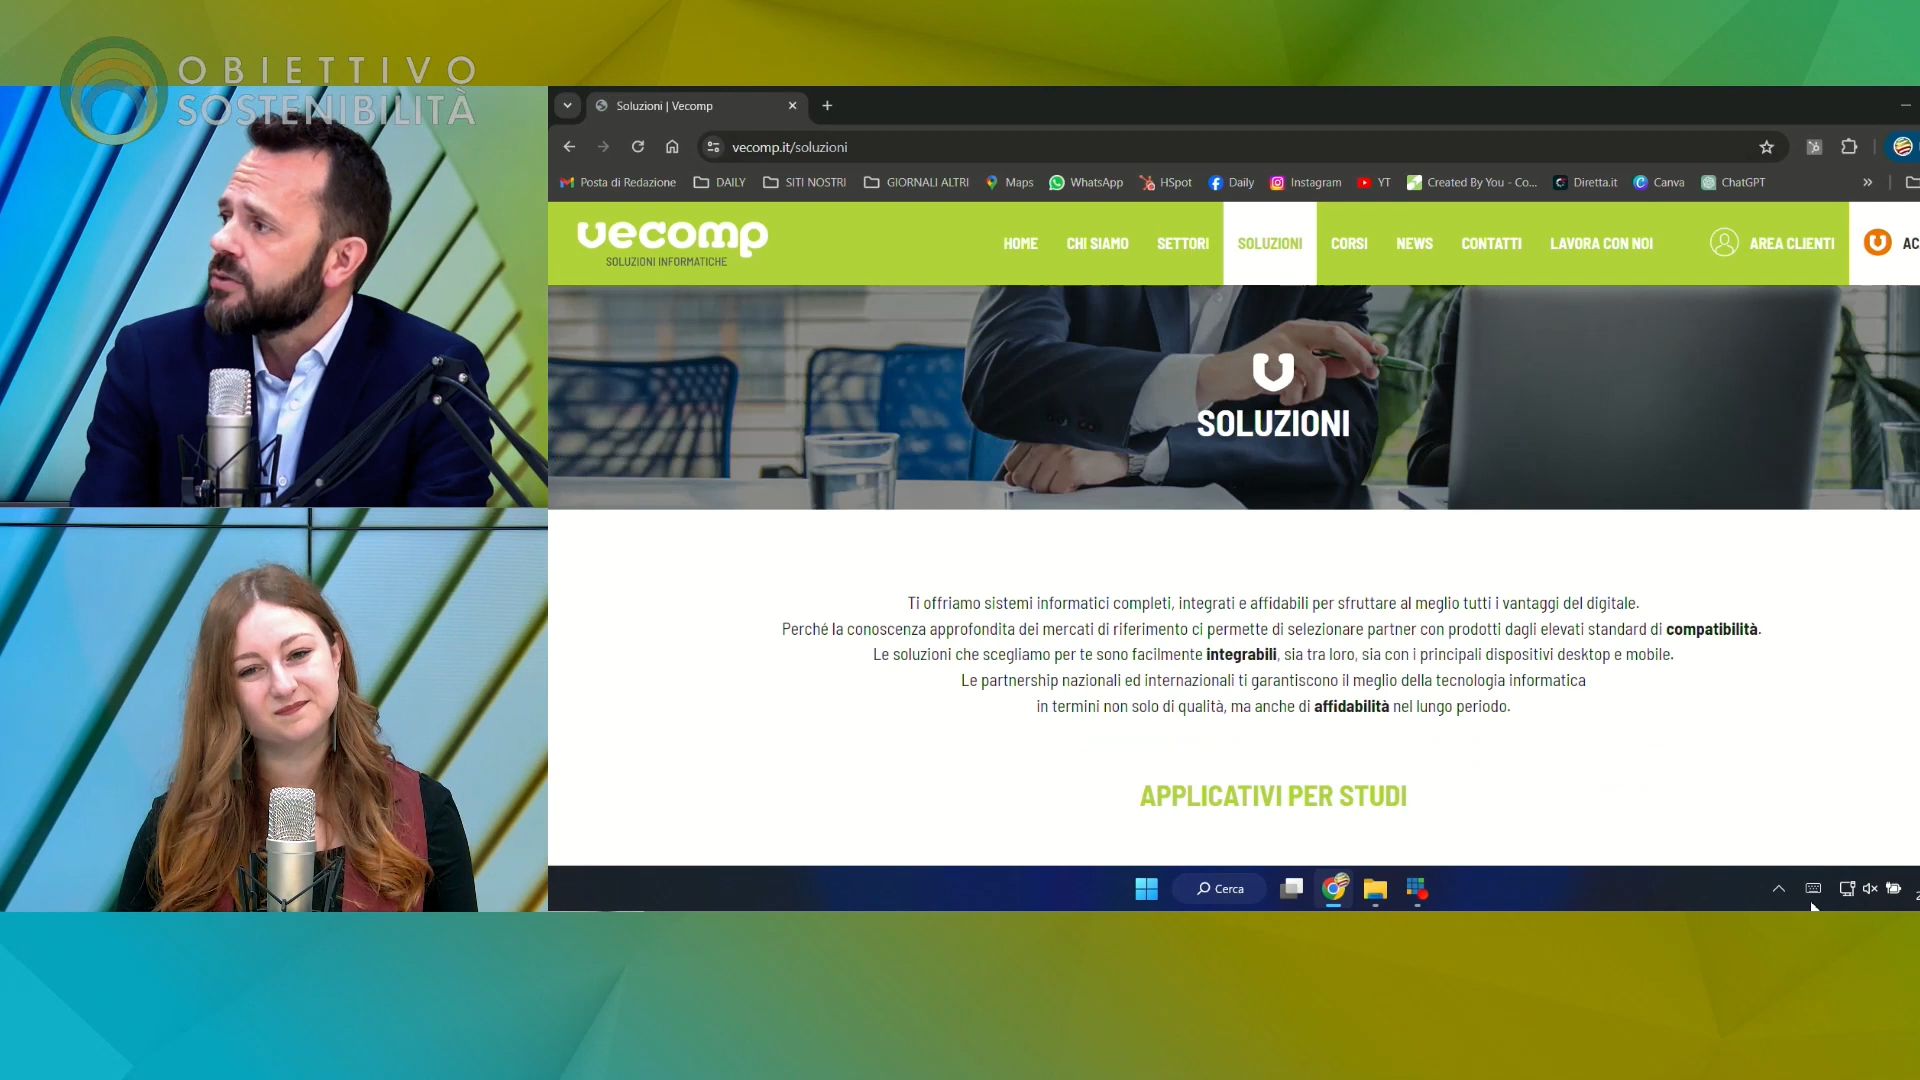 OBIETTIVO
SOSTENIBILITÀ
Soluzioni | Vecomp
vecomp.it/soluzioni
Posta di Redazione DAILY SITI NOSTRI GIORNALI ALTRI Maps WhatsApp HSpot Daily Instagram YT Created By You - Co... Diretta.it Canva ChatGPT
vecomp
SOLUZIONI INFORMATICHE
HOME CHI SIAMO SETTORI SOLUZIONI CORSI NEWS CONTATTI LAVORA CON NOI AREA CLIENTI
SOLUZIONI
Ti offriamo sistemi informatici completi, integrati e affidabili per sfruttare al meglio tutti i vantaggi del digitale.
Perché la conoscenza approfondita dei mercati di riferimento ci permette di selezionare partner con prodotti dagli elevati standard di compatibilità.
Le soluzioni che scegliamo per te sono facilmente integrabili, sia tra loro, sia con i principali dispositivi desktop e mobile.
Le partnership nazionali ed internazionali ti garantiscono il meglio della tecnologia informatica
in termini non solo di qualità, ma anche di affidabilità nel lungo periodo.
APPLICATIVI PER STUDI
Cerca